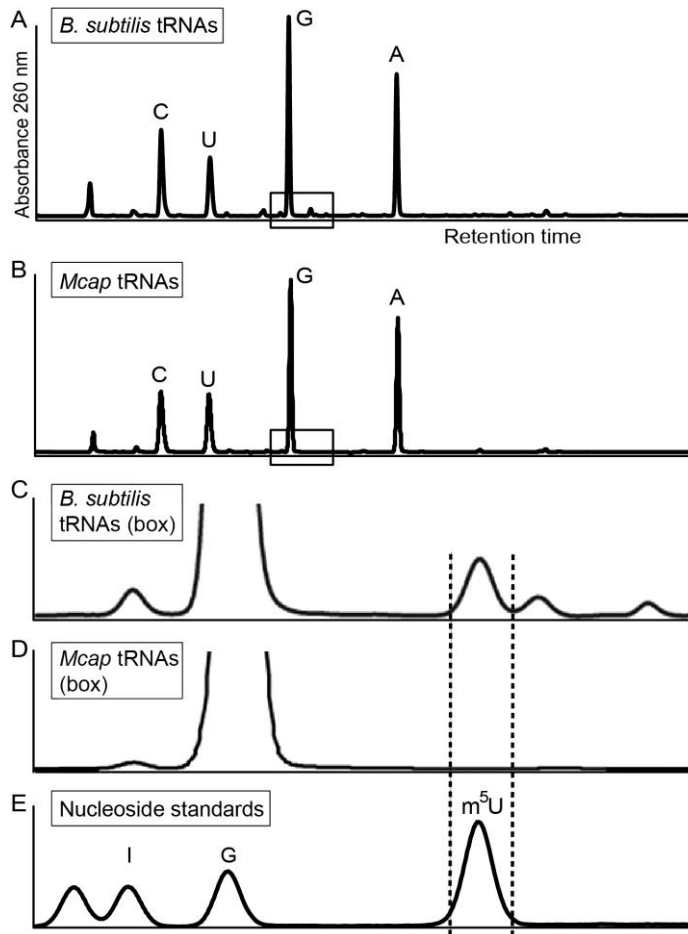 A
B. subtilis tRNAs
G
A
C
U
Absorbance 260 nm
Retention time
B
Mcap tRNAs
G
A
C
U
C
B. subtilis
tRNAs (box)
D
Mcap tRNAs
(box)
E
Nucleoside standards
m⁵U
I
G